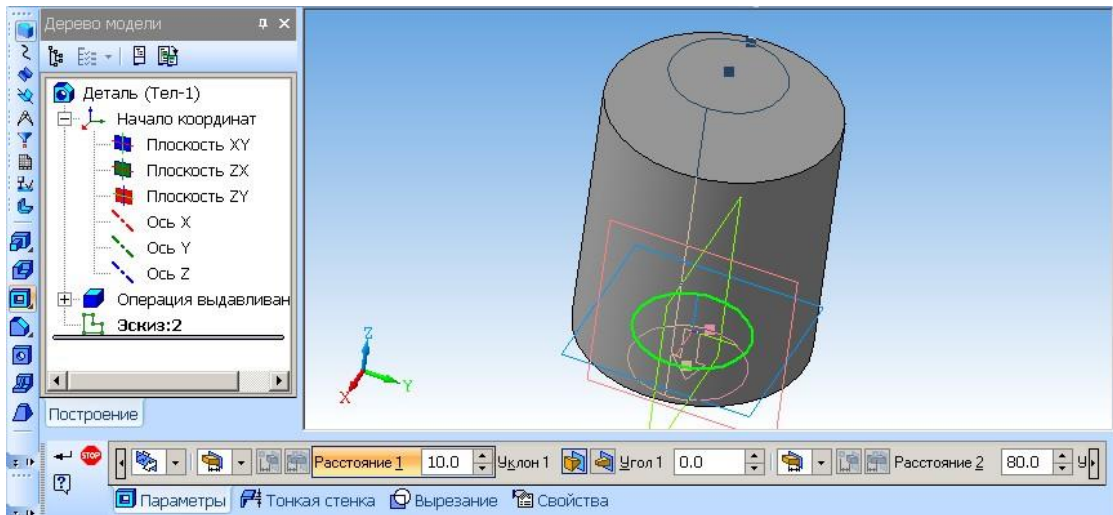 Дерево модели
Деталь (Тел-1)
Начало координат
Плоскость XY
Плоскость ZX
Плоскость ZY
Ось X
Ось Y
Ось Z
Операция выдавливан
Эскиз:2
Построение
Z
Y
X
STOP Расстояние 1 10.0 Уклон 1 Угол 1 0.0 Расстояние 2 80.0 У
Параметры Тонкая стенка Вырезание Свойства